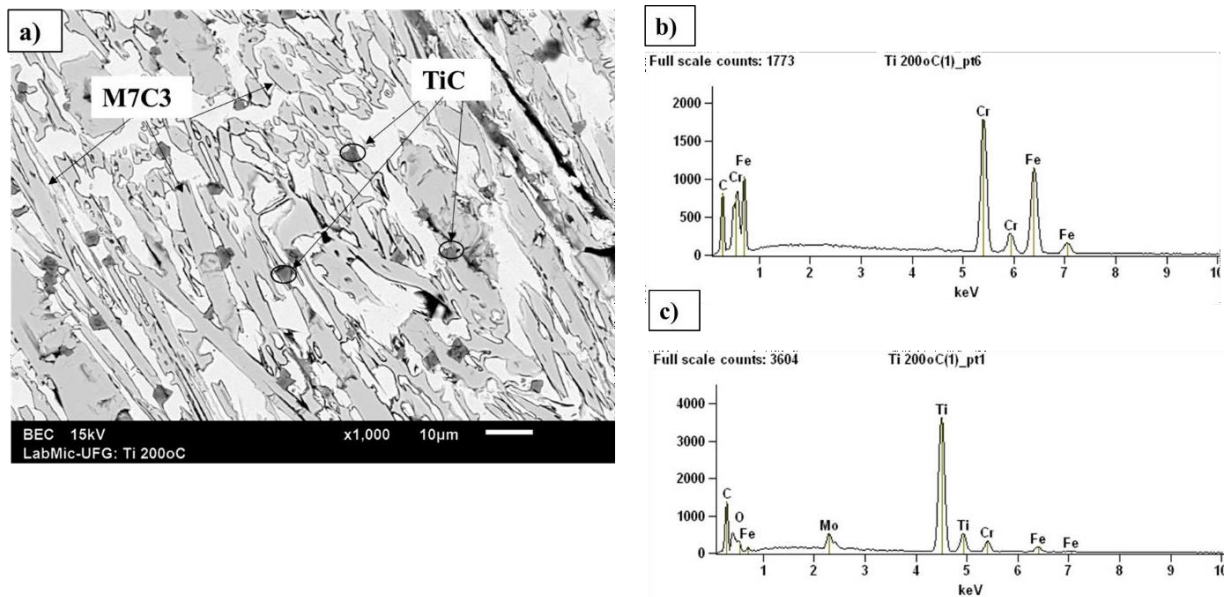 a)
M7C3
TiC
BEC 15kV x1,000 10µm
LabMic-UFG: Ti 200oC
b)
Full scale counts: 1773 Ti 200oC(1)_pt6
2000
1500
1000
500
0
C
Cr
Fe
Cr
Cr
Fe
Fe
1 2 3 4 5 6 7 8 9 10
keV
c)
Full scale counts: 3604 Ti 200oC(1)_pt1
4000
3000
2000
1000
0
C
O
Fe
Mo
Ti
Ti
Cr
Fe
Fe
1 2 3 4 5 6 7 8 9 10
keV